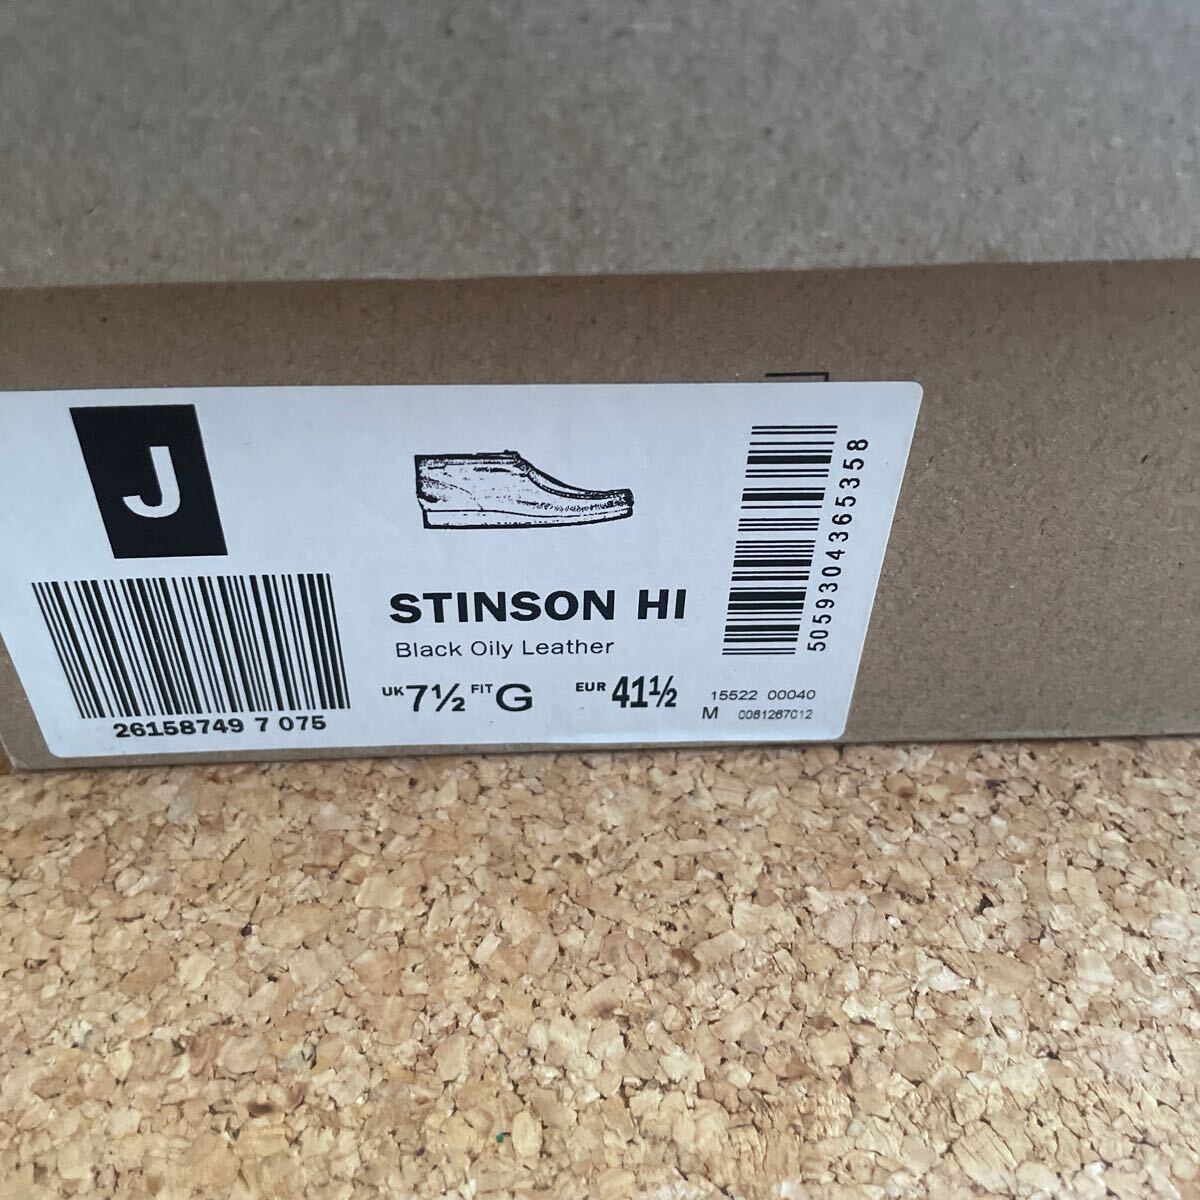 J
26158749 7 075
STINSON HI
Black Oily Leather
UK 7½ FIT G EUR 41½
5059304365358
15522 00040
M 0081267012